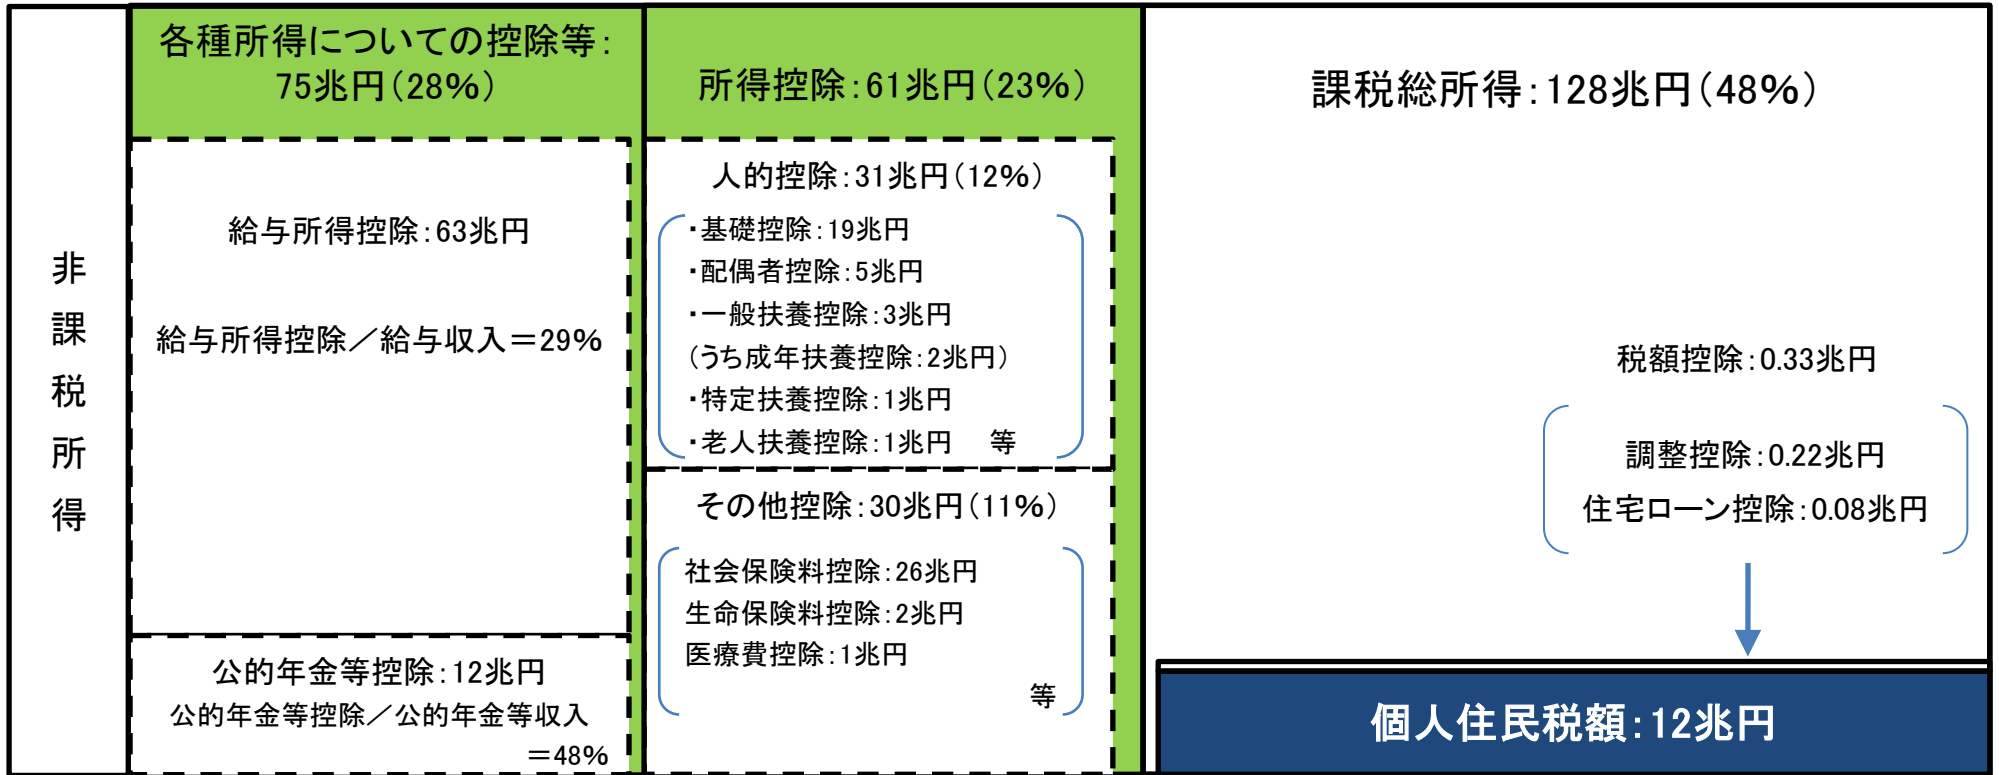 非課税所得
各種所得についての控除等：
75兆円（28%）
給与所得控除：63兆円
給与所得控除／給与収入＝29%
公的年金等控除：12兆円
公的年金等控除／公的年金等収入
＝48%
所得控除：61兆円（23%）
人的控除：31兆円（12%）
・基礎控除：19兆円
・配偶者控除：5兆円
・一般扶養控除：3兆円
（うち成年扶養控除：2兆円）
・特定扶養控除：1兆円
・老人扶養控除：1兆円　等
その他控除：30兆円（11%）
社会保険料控除：26兆円
生命保険料控除：2兆円
医療費控除：1兆円
等
課税総所得：128兆円（48%）
税額控除：0.33兆円
調整控除：0.22兆円
住宅ローン控除：0.08兆円
個人住民税額：12兆円